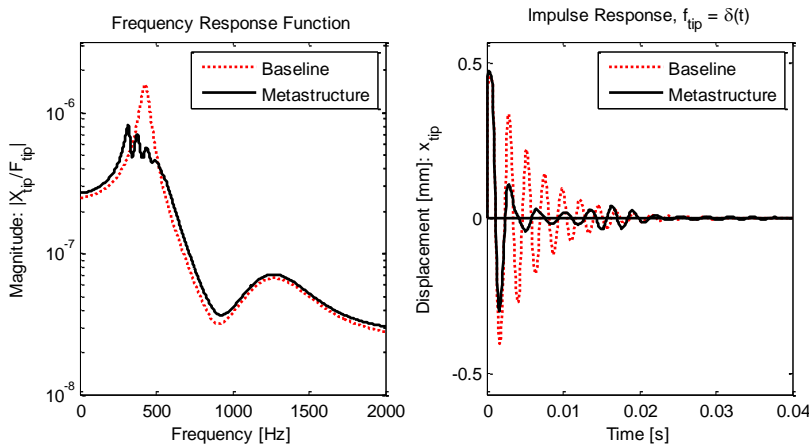 Frequency Response Function
Baseline
Metastructure
10^-6
10^-7
10^-8
Magnitude: |X_tip/F_tip|
0 500 1000 1500 2000
Frequency [Hz]
Impulse Response, f_tip = δ(t)
Baseline
Metastructure
0.5
0
-0.5
Displacement [mm]: x_tip
0 0.01 0.02 0.03 0.04
Time [s]